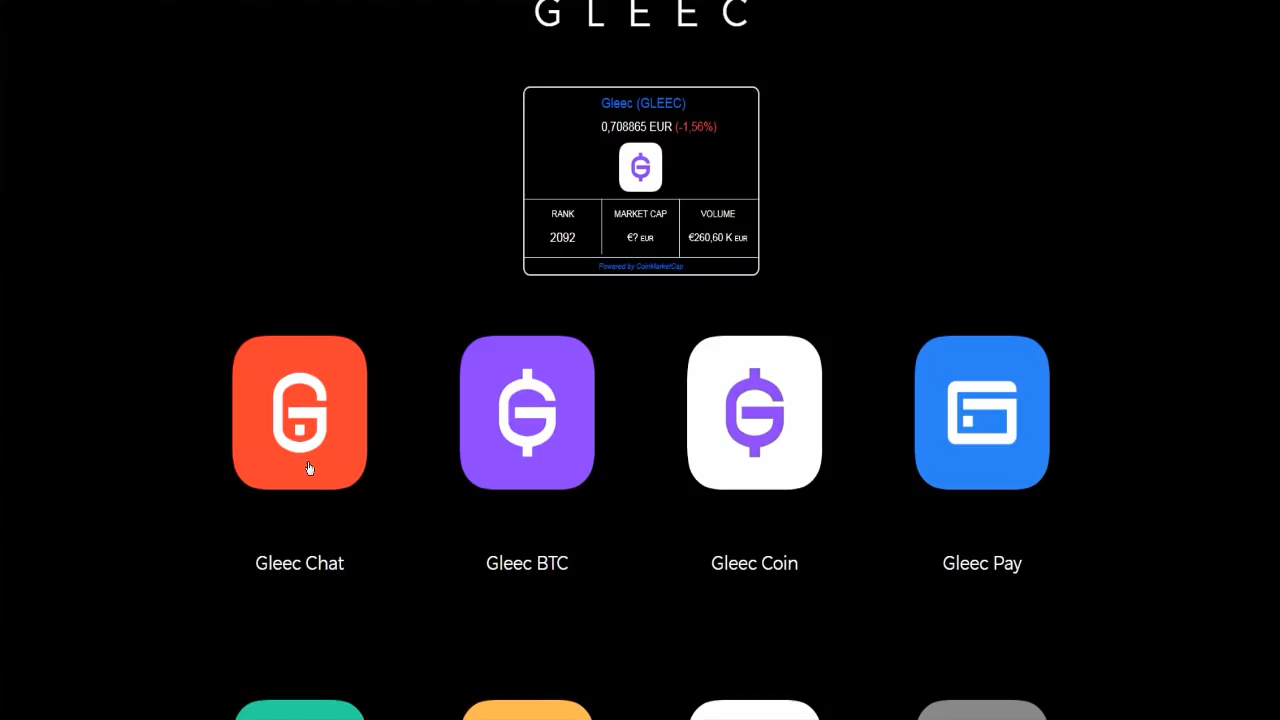 GLEEC
Gleec (GLEEC)
0,708865 EUR (-1,56%)
RANK
2092
MARKET CAP
€? EUR
VOLUME
€260,60 K EUR
Powered by CoinMarketCap
Gleec Chat
Gleec BTC
Gleec Coin
Gleec Pay